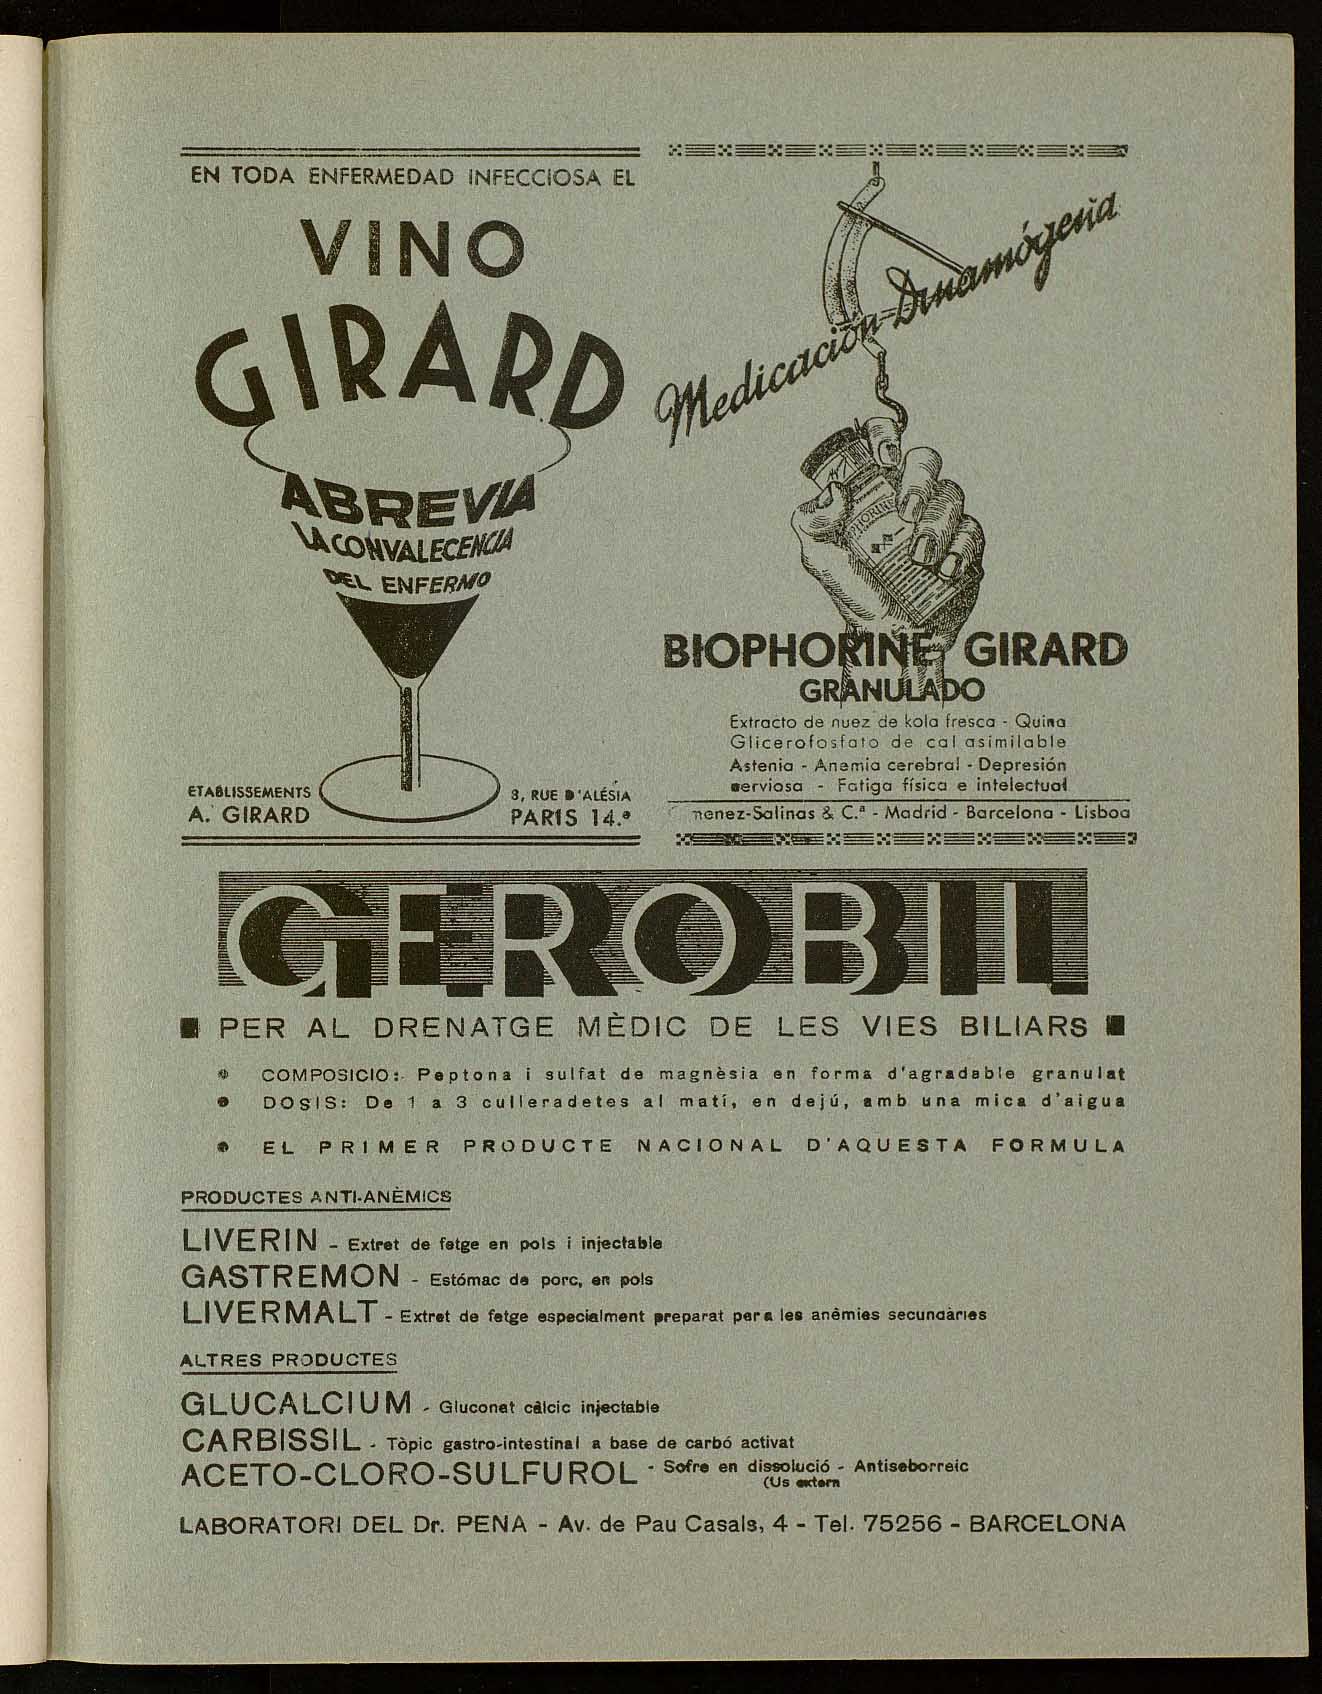 EN TODA ENFERMEDAD INFECCIOSA EL
VINO
GIRARD
ABREVIA
LA CONVALECENCIA
DEL ENFERMO
ETABLISSEMENTS
A. GIRARD
3, RUE D'ALÉSIA
PARIS 14.ª
Medicación Dinamógena
PHORINE
BIOPHORINE GIRARD
GRANULADO
Extracto de nuez de kola fresca - Quina
Glicerofosfato de cal asimilable
Astenia - Anemia cerebral - Depresión
nerviosa - Fatiga física e intelectual
menez-Salinas & C.ª - Madrid - Barcelona - Lisboa
GEROBIL
PER AL DRENATGE MÈDIC DE LES VIES BILIARS
COMPOSICIO: Peptona i sulfat de magnèsia en forma d'agradable granulat
DOSIS: De 1 a 3 culleradetes al matí, en dejú, amb una mica d'aigua
EL PRIMER PRODUCTE NACIONAL D'AQUESTA FORMULA
PRODUCTES ANTI-ANÈMICS
LIVERIN - Extret de fetge en pols i injectable
GASTREMON - Estómac de porc, en pols
LIVERMALT - Extret de fetge especialment preparat per a les anèmies secundàries
ALTRES PRODUCTES
GLUCALCIUM - Gluconat càlcic injectable
CARBISSIL - Tòpic gastro-intestinal a base de carbó activat
ACETO-CLORO-SULFUROL - Sofre en dissolució - Antiseborreic
(Us extern
LABORATORI DEL Dr. PENA - Av. de Pau Casals, 4 - Tel. 75256 - BARCELONA